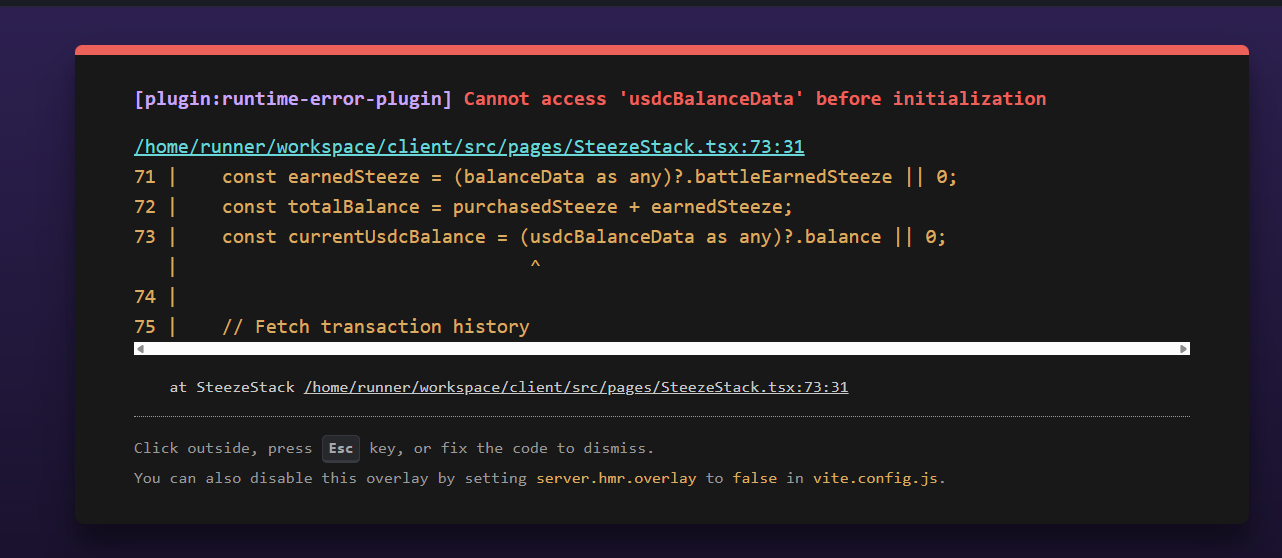 [plugin:runtime-error-plugin] Cannot access 'usdcBalanceData' before initialization
/home/runner/workspace/client/src/pages/SteezeStack.tsx:73:31
71 |    const earnedSteeze = (balanceData as any)?.battleEarnedSteeze || 0;
72 |    const totalBalance = purchasedSteeze + earnedSteeze;
73 |    const currentUsdcBalance = (usdcBalanceData as any)?.balance || 0;
   |                                ^
74 |
75 |    // Fetch transaction history
at SteezeStack /home/runner/workspace/client/src/pages/SteezeStack.tsx:73:31
Click outside, press Esc key, or fix the code to dismiss.
You can also disable this overlay by setting server.hmr.overlay to false in vite.config.js.